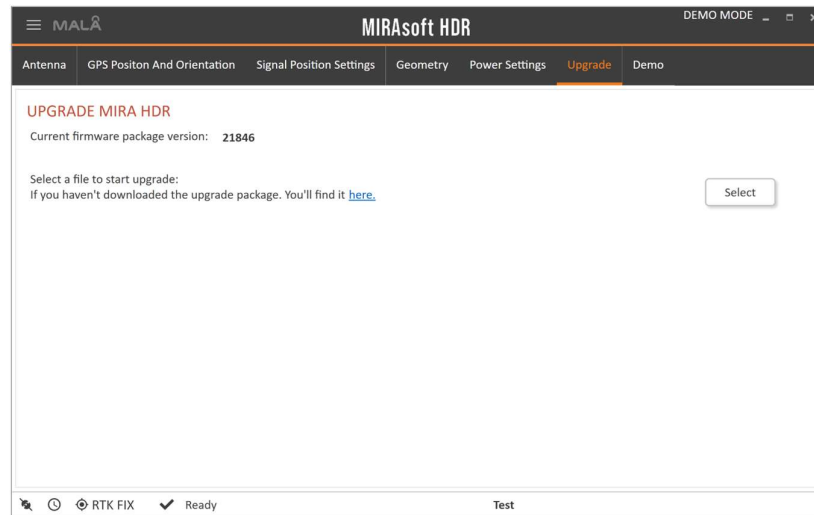 MALÅ
MIRAsoft HDR
DEMO MODE
Antenna GPS Positon And Orientation Signal Position Settings Geometry Power Settings Upgrade Demo
UPGRADE MIRA HDR
Current firmware package version: 21846
Select a file to start upgrade:
If you haven't downloaded the upgrade package. You'll find it here.
Select
RTK FIX Ready Test